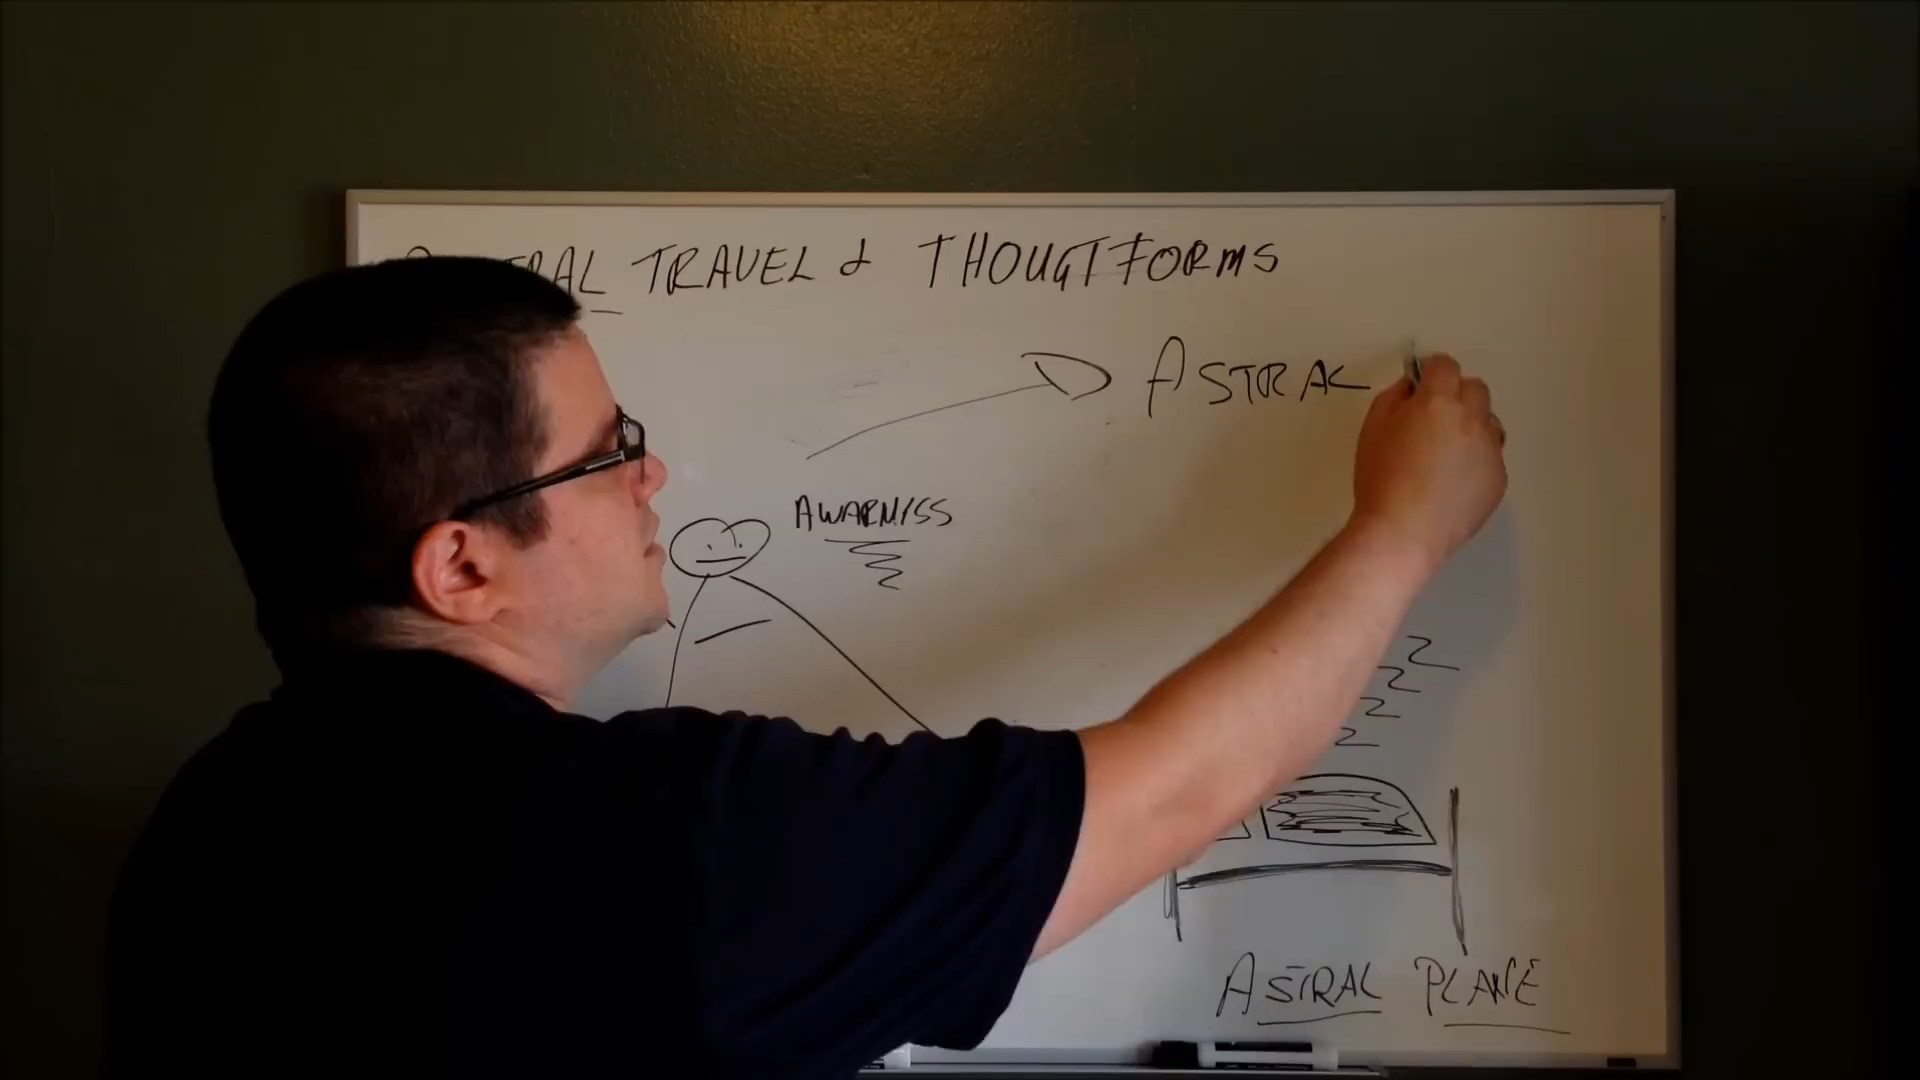 TRAVEL & THOUGTFORMS
ASTRAL
AWARNISS
Z
Z
Z
Z
ASTRAL PLANE